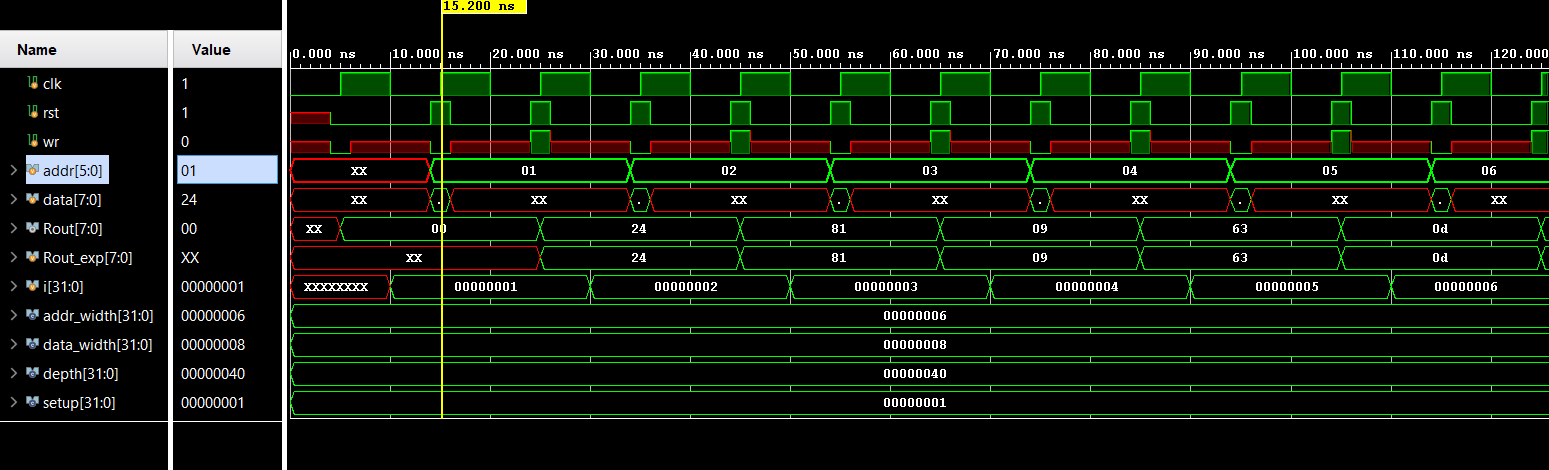 15.200 ns
Name Value 0.000 ns 10.000 ns 20.000 ns 30.000 ns 40.000 ns 50.000 ns 60.000 ns 70.000 ns 80.000 ns 90.000 ns 100.000 ns 110.000 ns 120.000
clk 1
rst 1
wr 0
addr[5:0] 01 XX 01 02 03 04 05 06
data[7:0] 24 XX . XX . XX . XX . XX . XX . XX
Rout[7:0] 00 XX 00 24 81 09 63 0d
Rout_exp[7:0] XX XX 24 81 09 63 0d
i[31:0] 00000001 XXXXXXXX 00000001 00000002 00000003 00000004 00000005 00000006
addr_width[31:0] 00000006 00000006
data_width[31:0] 00000008 00000008
depth[31:0] 00000040 00000040
setup[31:0] 00000001 00000001